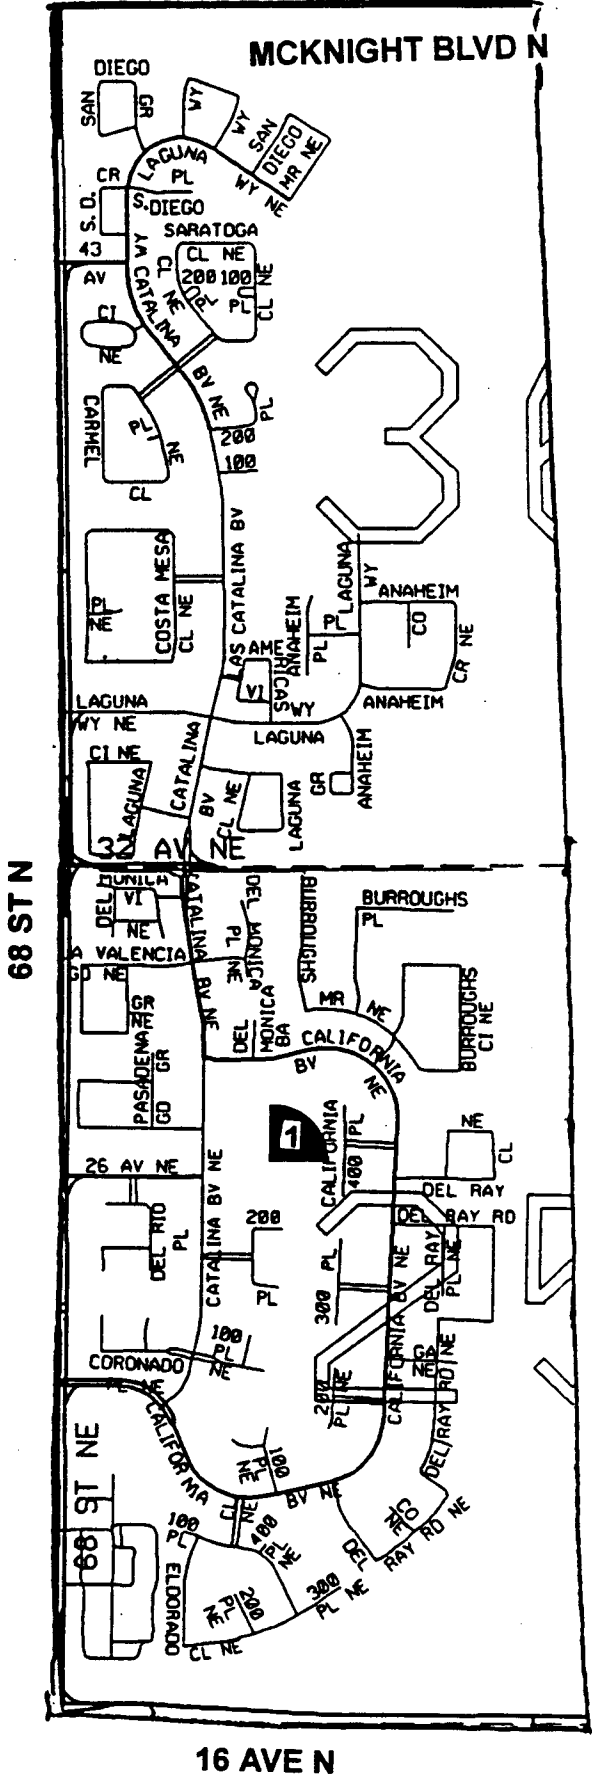 MCKNIGHT BLVD N
DIEGO
SAN
GR
WY
WY
SAN
DIEGO
MR NE
LAGUNA
WY NE
CR
PL
S. D.
S. DIEGO
43
AV
SARATOGA
CL NE
200 100
PL
PL
CL NE
CL NE
CATALINA
BV NE
CI
NE
CARMEL
PL
NE
CL
PL
200
100
3
COSTA MESA
CL NE
PL
NE
CATALINA BV
LAS
AMERICAS
VI
ANAHEIM
PL
PL
LAGUNA
WY
ANAHEIM
CO
CR NE
ANAHEIM
LAGUNA
WY NE
WY
LAGUNA
CI NE
LAGUNA
CATALINA
BV
CL NE
LAGUNA
GR
ANAHEIM
32 AV NE
68 ST N
MONICA
DEL
VI
NE
CATALINA BV NE
DEL MONICA
PL NE
BURROUGHS
BURROUGHS
PL
A VALENCIA
GD NE
GR
NE
MR NE
BURROUGHS
CI NE
DEL
MONICA
BA
CALIFORNIA
BV
NE
PASADENA
GR
GD
1
CALIFORNIA
PL
400
NE
CL
DEL RAY
26 AV NE
DEL RAY RD
DEL RIO
PL
CATALINA BV NE
200
PL
PL
300
CALIFORNIA BV NE
DEL RAY
PL NE
100
PL
NE
CORONADO
PL NE
GA
NE
200
PL NE
DEL RAY RD NE
CALIFORNIA
BV NE
100
PL
NE
68 ST NE
CL
NE
400
PL
NE
100
PL
ELDORADO
200
PL
NE
CL NE
300
PL NE
CO
NE
DEL
RAY RD NE
16 AVE N